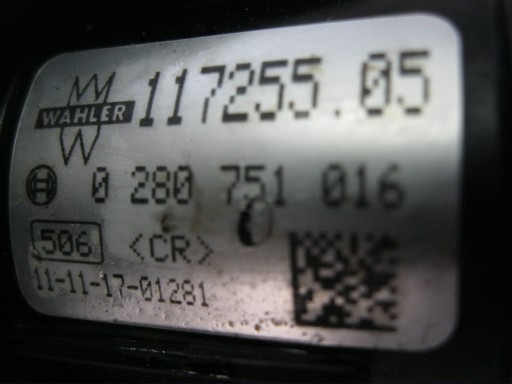 WAHLER 117255.05
0 280 751 016
506 <CR>
11-11-17-01281